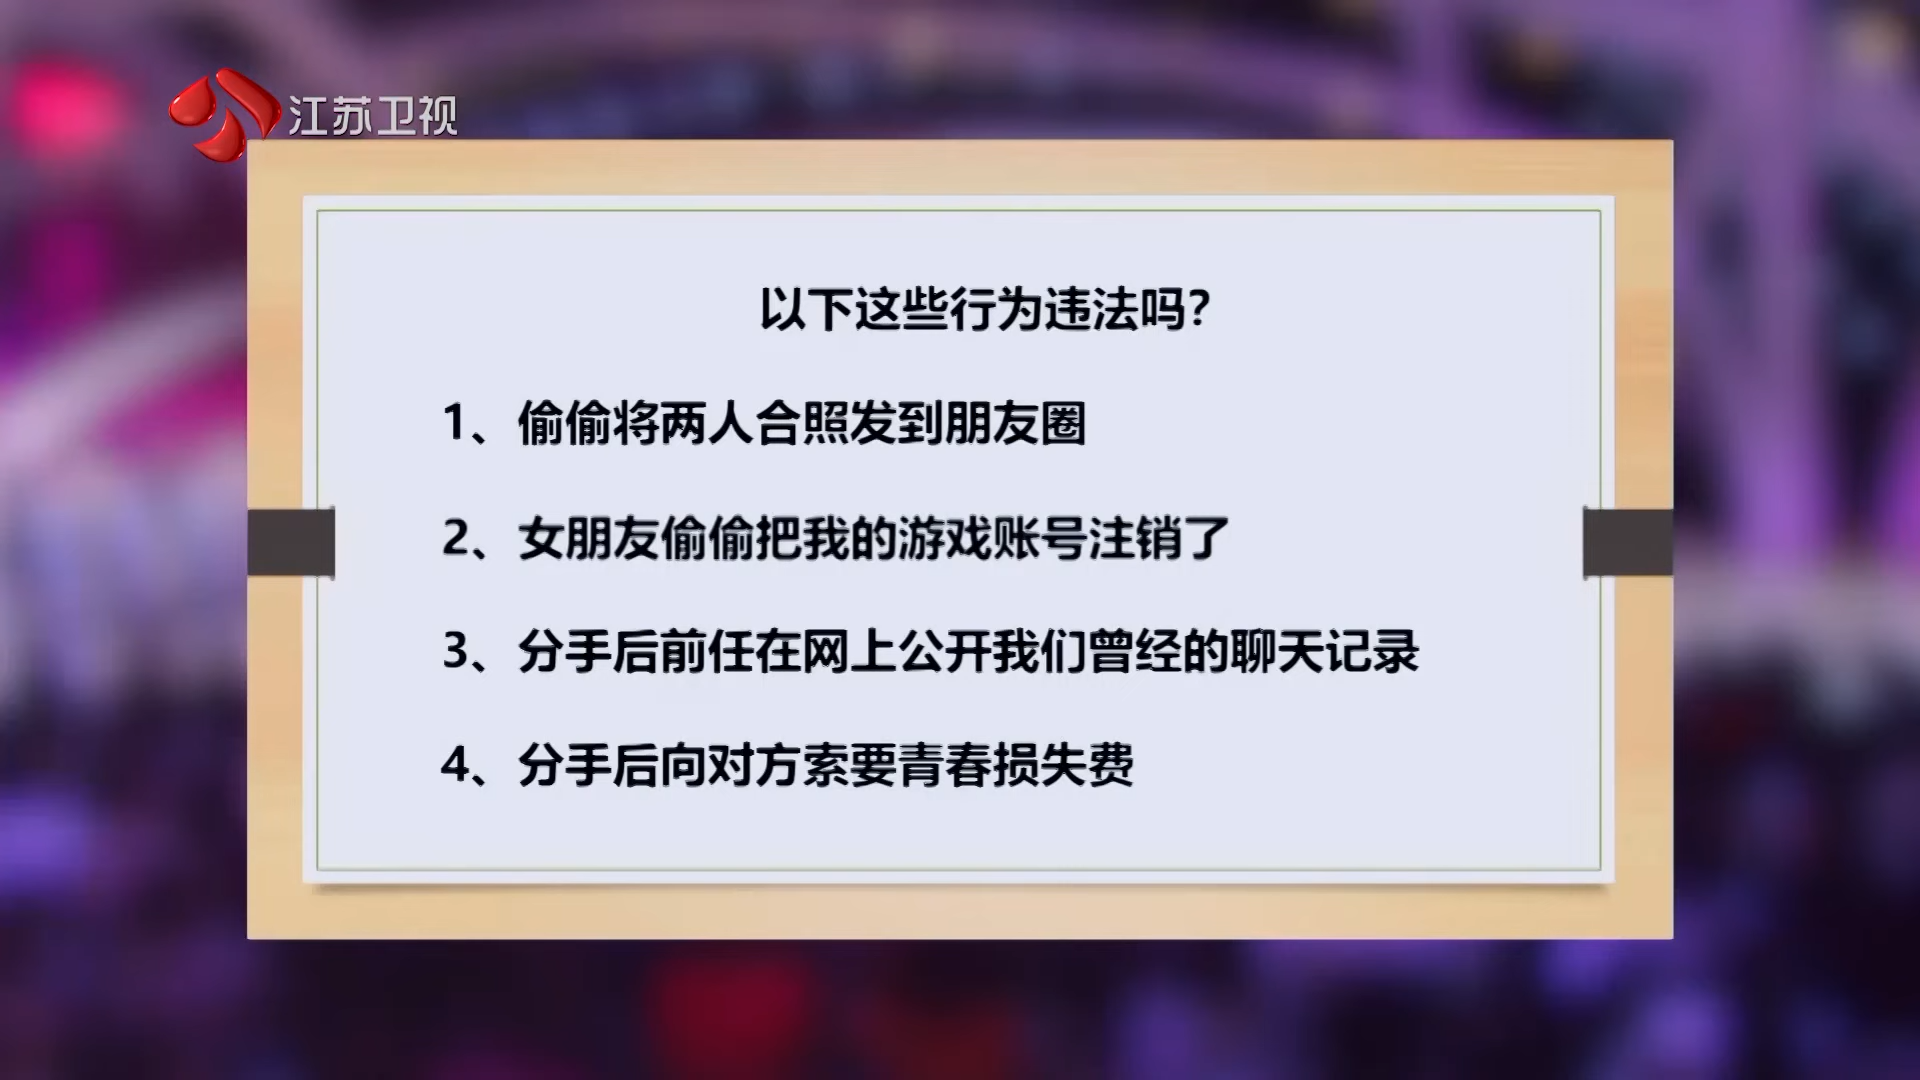 江苏卫视
以下这些行为违法吗？
1、偷偷将两人合照发到朋友圈
2、女朋友偷偷把我的游戏账号注销了
3、分手后前任在网上公开我们曾经的聊天记录
4、分手后向对方索要青春损失费